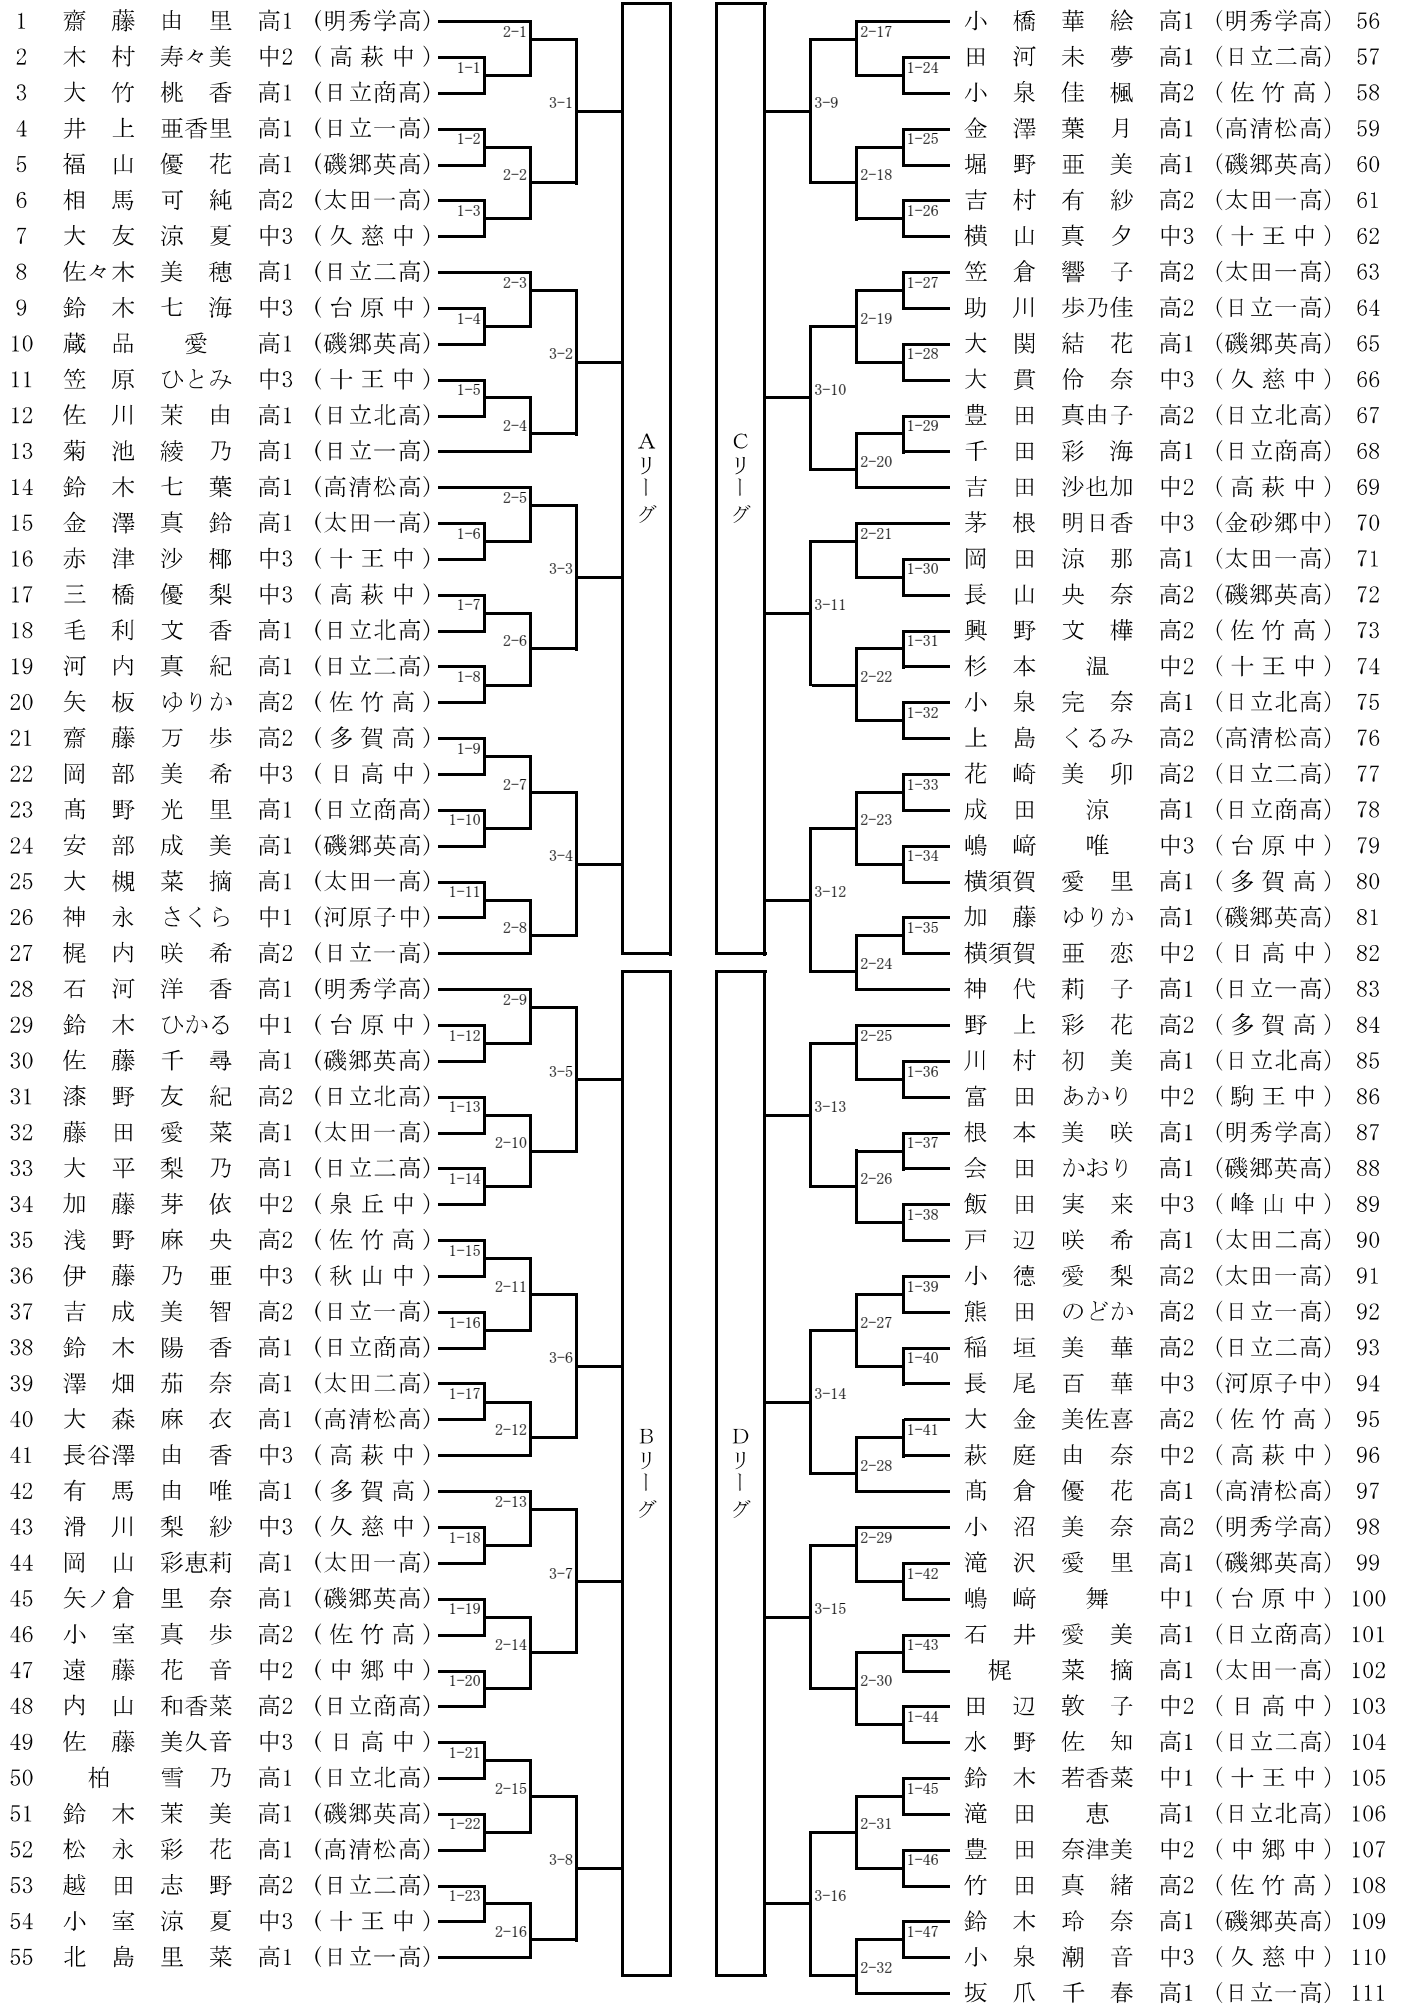 1 齋藤由里 高1 (明秀学高)
2 木村寿々美 中2 (高萩中)
3 大竹桃香 高1 (日立商高)
4 井上亜香里 高1 (日立一高)
5 福山優花 高1 (磯郷英高)
6 相馬可純 高2 (太田一高)
7 大友涼夏 中3 (久慈中)
8 佐々木美穂 高1 (日立二高)
9 鈴木七海 中3 (台原中)
10 蔵品愛 高1 (磯郷英高)
11 笠原ひとみ 中3 (十王中)
12 佐川茉由 高1 (日立北高)
13 菊池綾乃 高1 (日立一高)
14 鈴木七葉 高1 (高清松高)
15 金澤真鈴 高1 (太田一高)
16 赤津沙椰 中3 (十王中)
17 三橋優梨 中3 (高萩中)
18 毛利文香 高1 (日立北高)
19 河内真紀 高1 (日立二高)
20 矢板ゆりか 高2 (佐竹高)
21 齋藤万歩 高2 (多賀高)
22 岡部美希 中3 (日高中)
23 髙野光里 高1 (日立商高)
24 安部成美 高1 (磯郷英高)
25 大槻菜摘 高1 (太田一高)
26 神永さくら 中1 (河原子中)
27 梶内咲希 高2 (日立一高)
28 石河洋香 高1 (明秀学高)
29 鈴木ひかる 中1 (台原中)
30 佐藤千尋 高1 (磯郷英高)
31 漆野友紀 高2 (日立北高)
32 藤田愛菜 高1 (太田一高)
33 大平梨乃 高1 (日立二高)
34 加藤芽依 中2 (泉丘中)
35 浅野麻央 高2 (佐竹高)
36 伊藤乃亜 中3 (秋山中)
37 吉成美智 高2 (日立一高)
38 鈴木陽香 高1 (日立商高)
39 澤畑茄奈 高1 (太田二高)
40 大森麻衣 高1 (高清松高)
41 長谷澤由香 中3 (高萩中)
42 有馬由唯 高1 (多賀高)
43 滑川梨紗 中3 (久慈中)
44 岡山彩恵莉 高1 (太田一高)
45 矢ノ倉里奈 高1 (磯郷英高)
46 小室真歩 高2 (佐竹高)
47 遠藤花音 中2 (中郷中)
48 内山和香菜 高2 (日立商高)
49 佐藤美久音 中3 (日高中)
50 柏雪乃 高1 (日立北高)
51 鈴木茉美 高1 (磯郷英高)
52 松永彩花 高1 (高清松高)
53 越田志野 高2 (日立二高)
54 小室涼夏 中3 (十王中)
55 北島里菜 高1 (日立一高)
2-1
1-1
3-1
1-2
2-2
1-3
2-3
1-4
3-2
1-5
2-4
2-5
1-6
3-3
1-7
2-6
1-8
1-9
2-7
1-10
3-4
1-11
2-8
2-9
1-12
3-5
1-13
2-10
1-14
1-15
2-11
1-16
3-6
1-17
2-12
2-13
1-18
3-7
1-19
2-14
1-20
1-21
2-15
1-22
3-8
1-23
2-16
Aリーグ
Bリーグ
Cリーグ
Dリーグ
2-17
1-24
3-9
1-25
2-18
1-26
1-27
2-19
1-28
3-10
1-29
2-20
2-21
1-30
3-11
1-31
2-22
1-32
1-33
2-23
1-34
3-12
1-35
2-24
2-25
1-36
3-13
1-37
2-26
1-38
1-39
2-27
1-40
3-14
1-41
2-28
2-29
1-42
3-15
1-43
2-30
1-44
1-45
2-31
1-46
3-16
1-47
2-32
小橋華絵 高1 (明秀学高) 56
田河未夢 高1 (日立二高) 57
小泉佳楓 高2 (佐竹高) 58
金澤葉月 高1 (高清松高) 59
堀野亜美 高1 (磯郷英高) 60
吉村有紗 高2 (太田一高) 61
横山真夕 中3 (十王中) 62
笠倉響子 高2 (太田一高) 63
助川歩乃佳 高2 (日立一高) 64
大関結花 高1 (磯郷英高) 65
大貫伶奈 中3 (久慈中) 66
豊田真由子 高2 (日立北高) 67
千田彩海 高1 (日立商高) 68
吉田沙也加 中2 (高萩中) 69
茅根明日香 中3 (金砂郷中) 70
岡田涼那 高1 (太田一高) 71
長山央奈 高2 (磯郷英高) 72
興野文樺 高2 (佐竹高) 73
杉本温 中2 (十王中) 74
小泉完奈 高1 (日立北高) 75
上島くるみ 高2 (高清松高) 76
花崎美卯 高2 (日立二高) 77
成田涼 高1 (日立商高) 78
嶋﨑唯 中3 (台原中) 79
横須賀愛里 高1 (多賀高) 80
加藤ゆりか 高1 (磯郷英高) 81
横須賀亜恋 中2 (日高中) 82
神代莉子 高1 (日立一高) 83
野上彩花 高2 (多賀高) 84
川村初美 高1 (日立北高) 85
富田あかり 中2 (駒王中) 86
根本美咲 高1 (明秀学高) 87
会田かおり 高1 (磯郷英高) 88
飯田実来 中3 (峰山中) 89
戸辺咲希 高1 (太田二高) 90
小徳愛梨 高2 (太田一高) 91
熊田のどか 高2 (日立一高) 92
稲垣美華 高2 (日立二高) 93
長尾百華 中3 (河原子中) 94
大金美佐喜 高2 (佐竹高) 95
萩庭由奈 中2 (高萩中) 96
髙倉優花 高1 (高清松高) 97
小沼美奈 高2 (明秀学高) 98
滝沢愛里 高1 (磯郷英高) 99
嶋﨑舞 中1 (台原中) 100
石井愛美 高1 (日立商高) 101
梶菜摘 高1 (太田一高) 102
田辺敦子 中2 (日高中) 103
水野佐知 高1 (日立二高) 104
鈴木若香菜 中1 (十王中) 105
滝田恵 高1 (日立北高) 106
豊田奈津美 中2 (中郷中) 107
竹田真緒 高2 (佐竹高) 108
鈴木玲奈 高1 (磯郷英高) 109
小泉潮音 中3 (久慈中) 110
坂爪千春 高1 (日立一高) 111